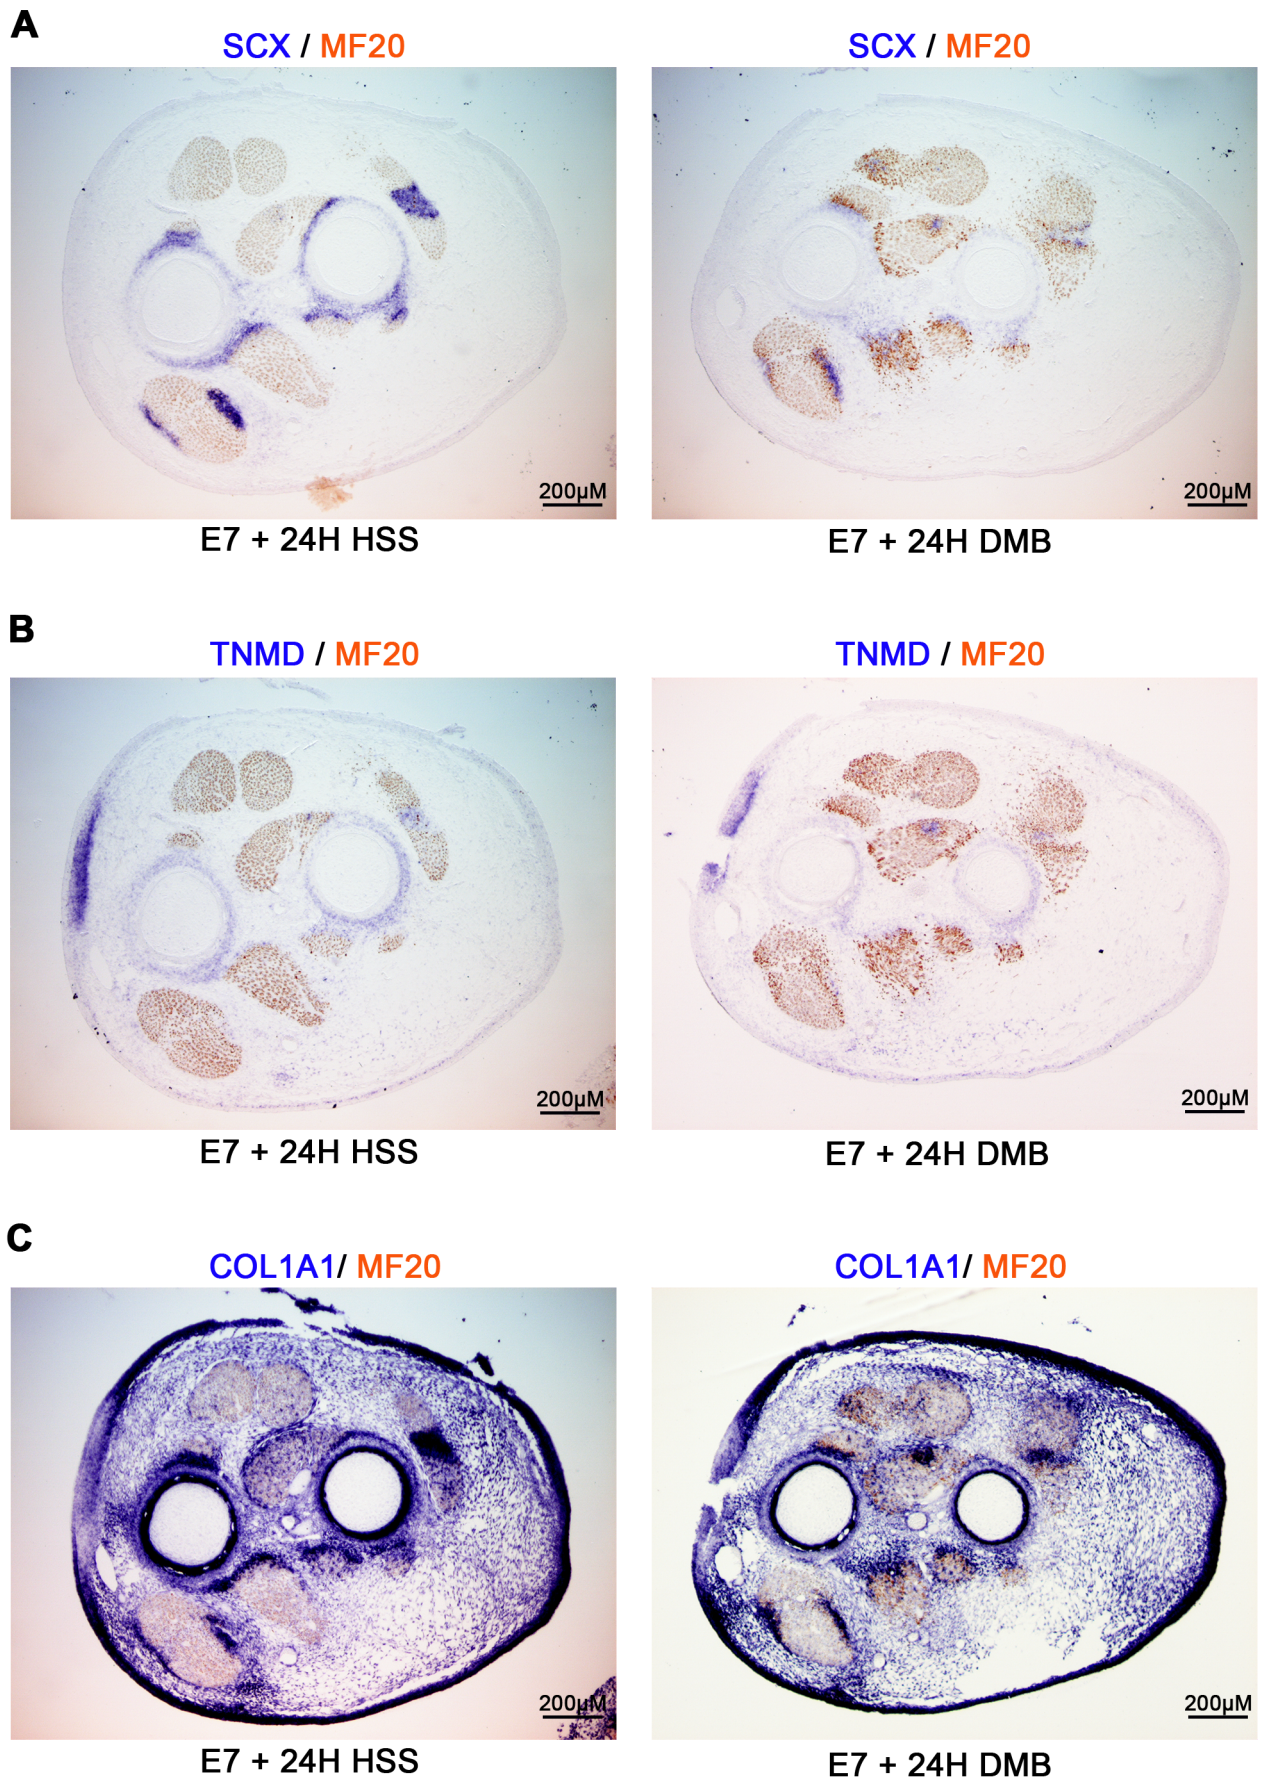 A
SCX / MF20
SCX / MF20
200µM
200µM
E7 + 24H HSS
E7 + 24H DMB
B
TNMD / MF20
TNMD / MF20
200µM
200µM
E7 + 24H HSS
E7 + 24H DMB
C
COL1A1/ MF20
COL1A1/ MF20
200µM
200µM
E7 + 24H HSS
E7 + 24H DMB